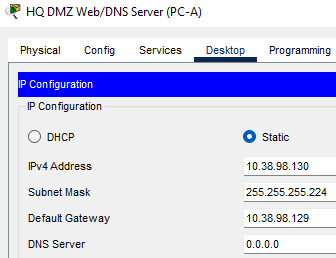 HQ DMZ Web/DNS Server (PC-A)
Physical Config Services Desktop Programming
IP Configuration
IP Configuration
DHCP Static
IPv4 Address 10.38.98.130
Subnet Mask 255.255.255.224
Default Gateway 10.38.98.129
DNS Server 0.0.0.0